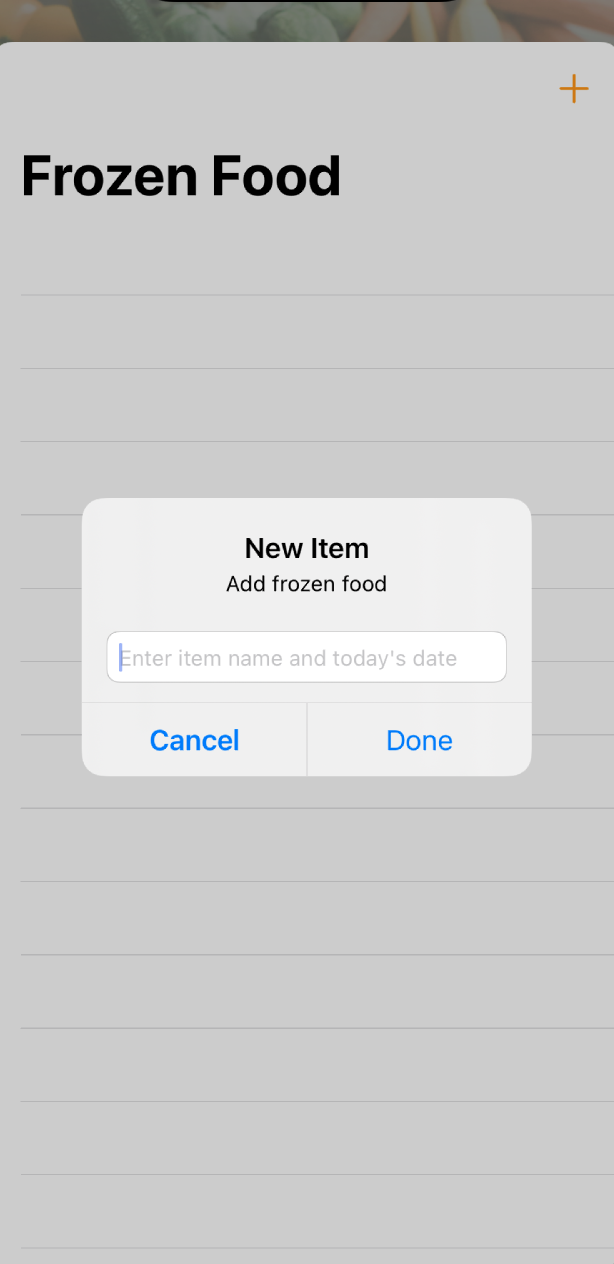 Frozen Food
New Item
Add frozen food
Enter item name and today's date
Cancel
Done